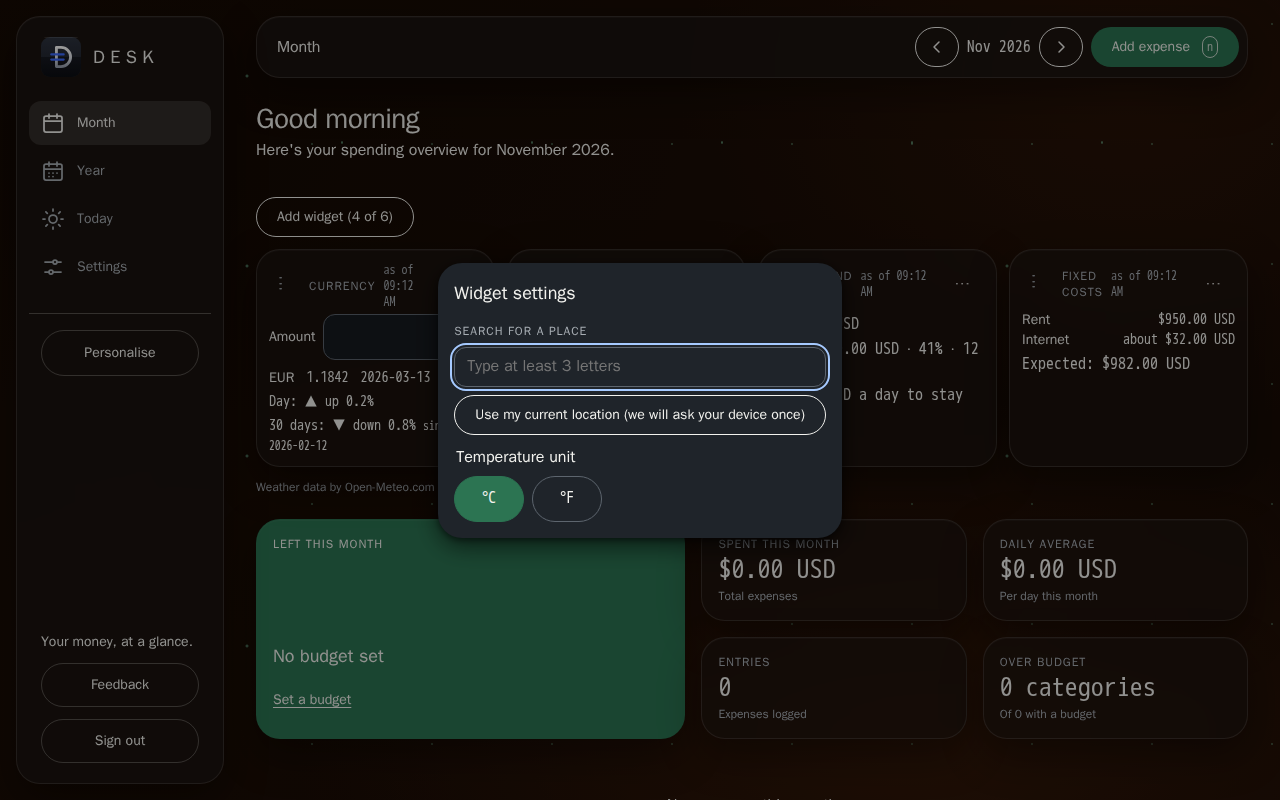 DESK
Month
Year
Today
Settings
Personalise
Your money, at a glance.
Feedback
Sign out
Month
Nov 2026
Add expense n
Good morning
Here's your spending overview for November 2026.
Add widget (4 of 6)
CURRENCY as of 09:12 AM
Amount
EUR 1.1842 2026-03-13
Day: ▲ up 0.2%
30 days: ▼ down 0.8%
2026-02-12
as of 09:12 AM
41% · 12
a day to stay
FIXED COSTS as of 09:12 AM
Rent $950.00 USD
Internet about $32.00 USD
Expected: $982.00 USD
Weather data by Open-Meteo.com
Widget settings
SEARCH FOR A PLACE
Type at least 3 letters
Use my current location (we will ask your device once)
Temperature unit
°C °F
LEFT THIS MONTH
No budget set
Set a budget
SPENT THIS MONTH
$0.00 USD
Total expenses
DAILY AVERAGE
$0.00 USD
Per day this month
ENTRIES
0
Expenses logged
OVER BUDGET
0 categories
Of 0 with a budget